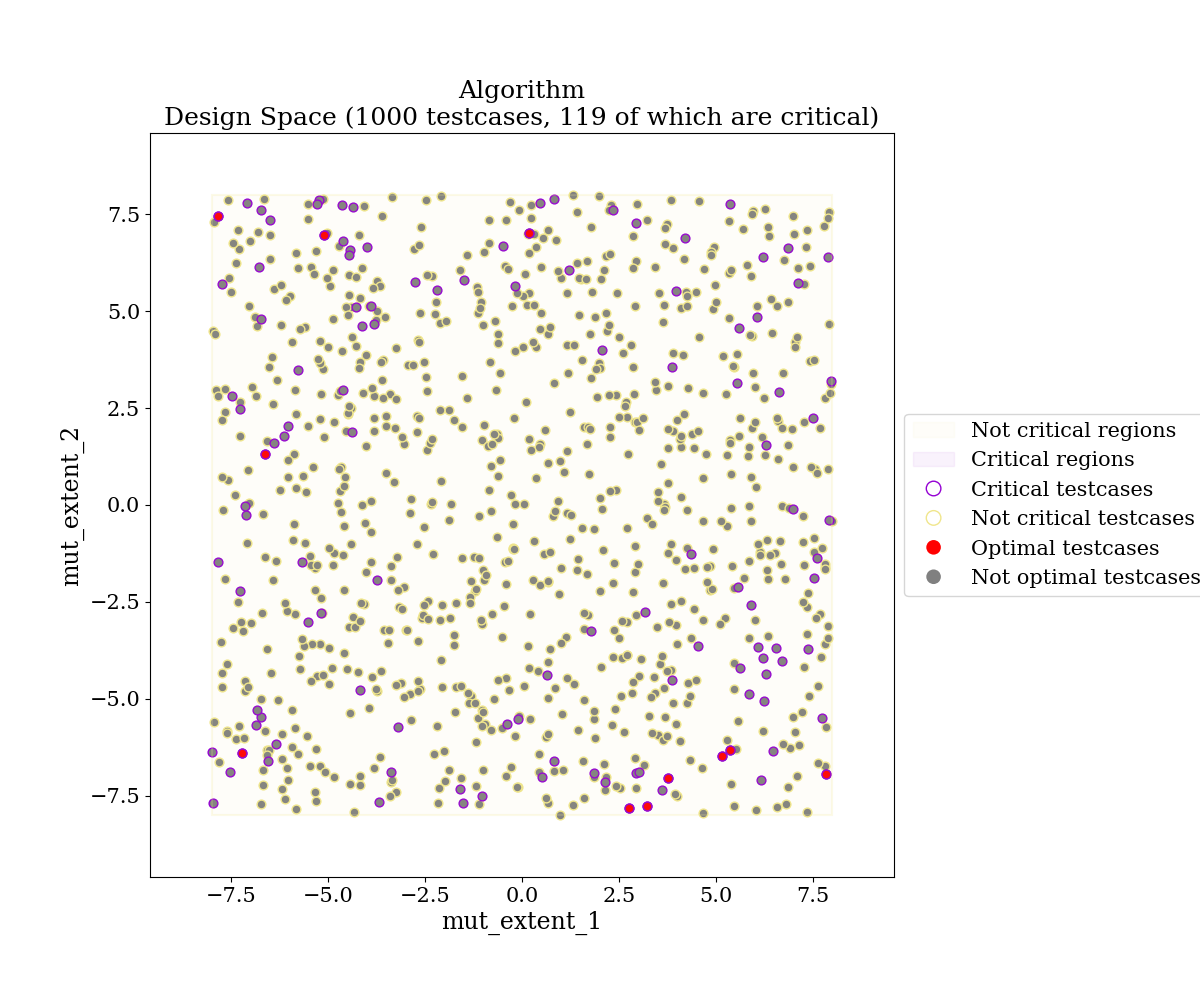 Algorithm
Design Space (1000 testcases, 119 of which are critical)
mut_extent_2
7.5
5.0
2.5
0.0
−2.5
−5.0
−7.5
−7.5
−5.0
−2.5
0.0
2.5
5.0
7.5
mut_extent_1
Not critical regions
Critical regions
Critical testcases
Not critical testcases
Optimal testcases
Not optimal testcases